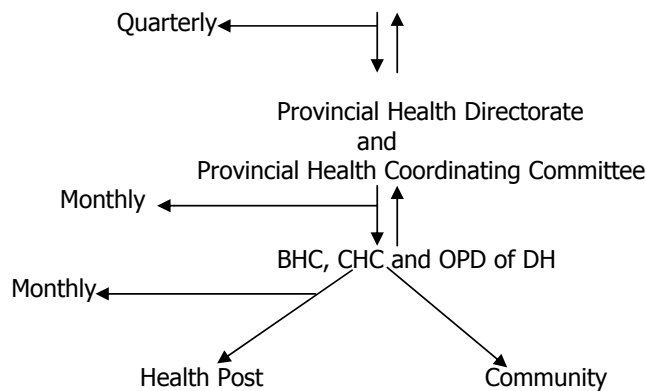 Quarterly
Provincial Health Directorate
and
Provincial Health Coordinating Committee
Monthly
BHC, CHC and OPD of DH
Monthly
Health Post
Community